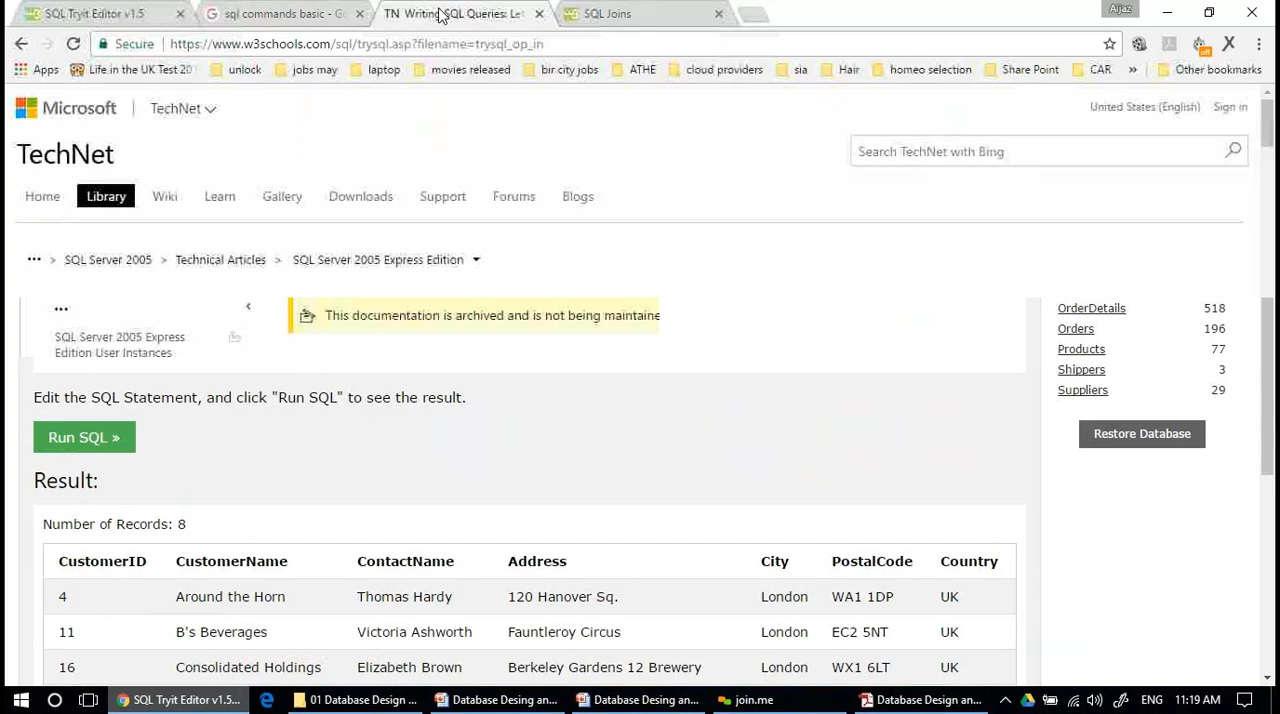 SQL Tryit Editor v1.5
sql commands basic - Go
TN Writing SQL Queries: Let
SQL Joins
Aijaz
Secure https://www.w3schools.com/sql/trysql.asp?filename=trysql_op_in
Apps Life in the UK Test 20 unlock jobs may laptop movies released bir city jobs ATHE cloud providers sia Hair homeo selection Share Point CAR » Other bookmarks
Microsoft TechNet
United States (English) Sign in
TechNet
Search TechNet with Bing
Home Library Wiki Learn Gallery Downloads Support Forums Blogs
••• > SQL Server 2005 > Technical Articles > SQL Server 2005 Express Edition
•••
This documentation is archived and is not being maintaine
SQL Server 2005 Express
Edition User Instances
OrderDetails 518
Orders 196
Products 77
Shippers 3
Suppliers 29
Restore Database
Edit the SQL Statement, and click "Run SQL" to see the result.
Run SQL »
Result:
Number of Records: 8
CustomerID CustomerName ContactName Address City PostalCode Country
4 Around the Horn Thomas Hardy 120 Hanover Sq. London WA1 1DP UK
11 B's Beverages Victoria Ashworth Fauntleroy Circus London EC2 5NT UK
16 Consolidated Holdings Elizabeth Brown Berkeley Gardens 12 Brewery London WX1 6LT UK
SQL Tryit Editor v1.5... 01 Database Design ... Database Desing an... Database Desing an... join.me Database Desing an... ENG 11:19 AM